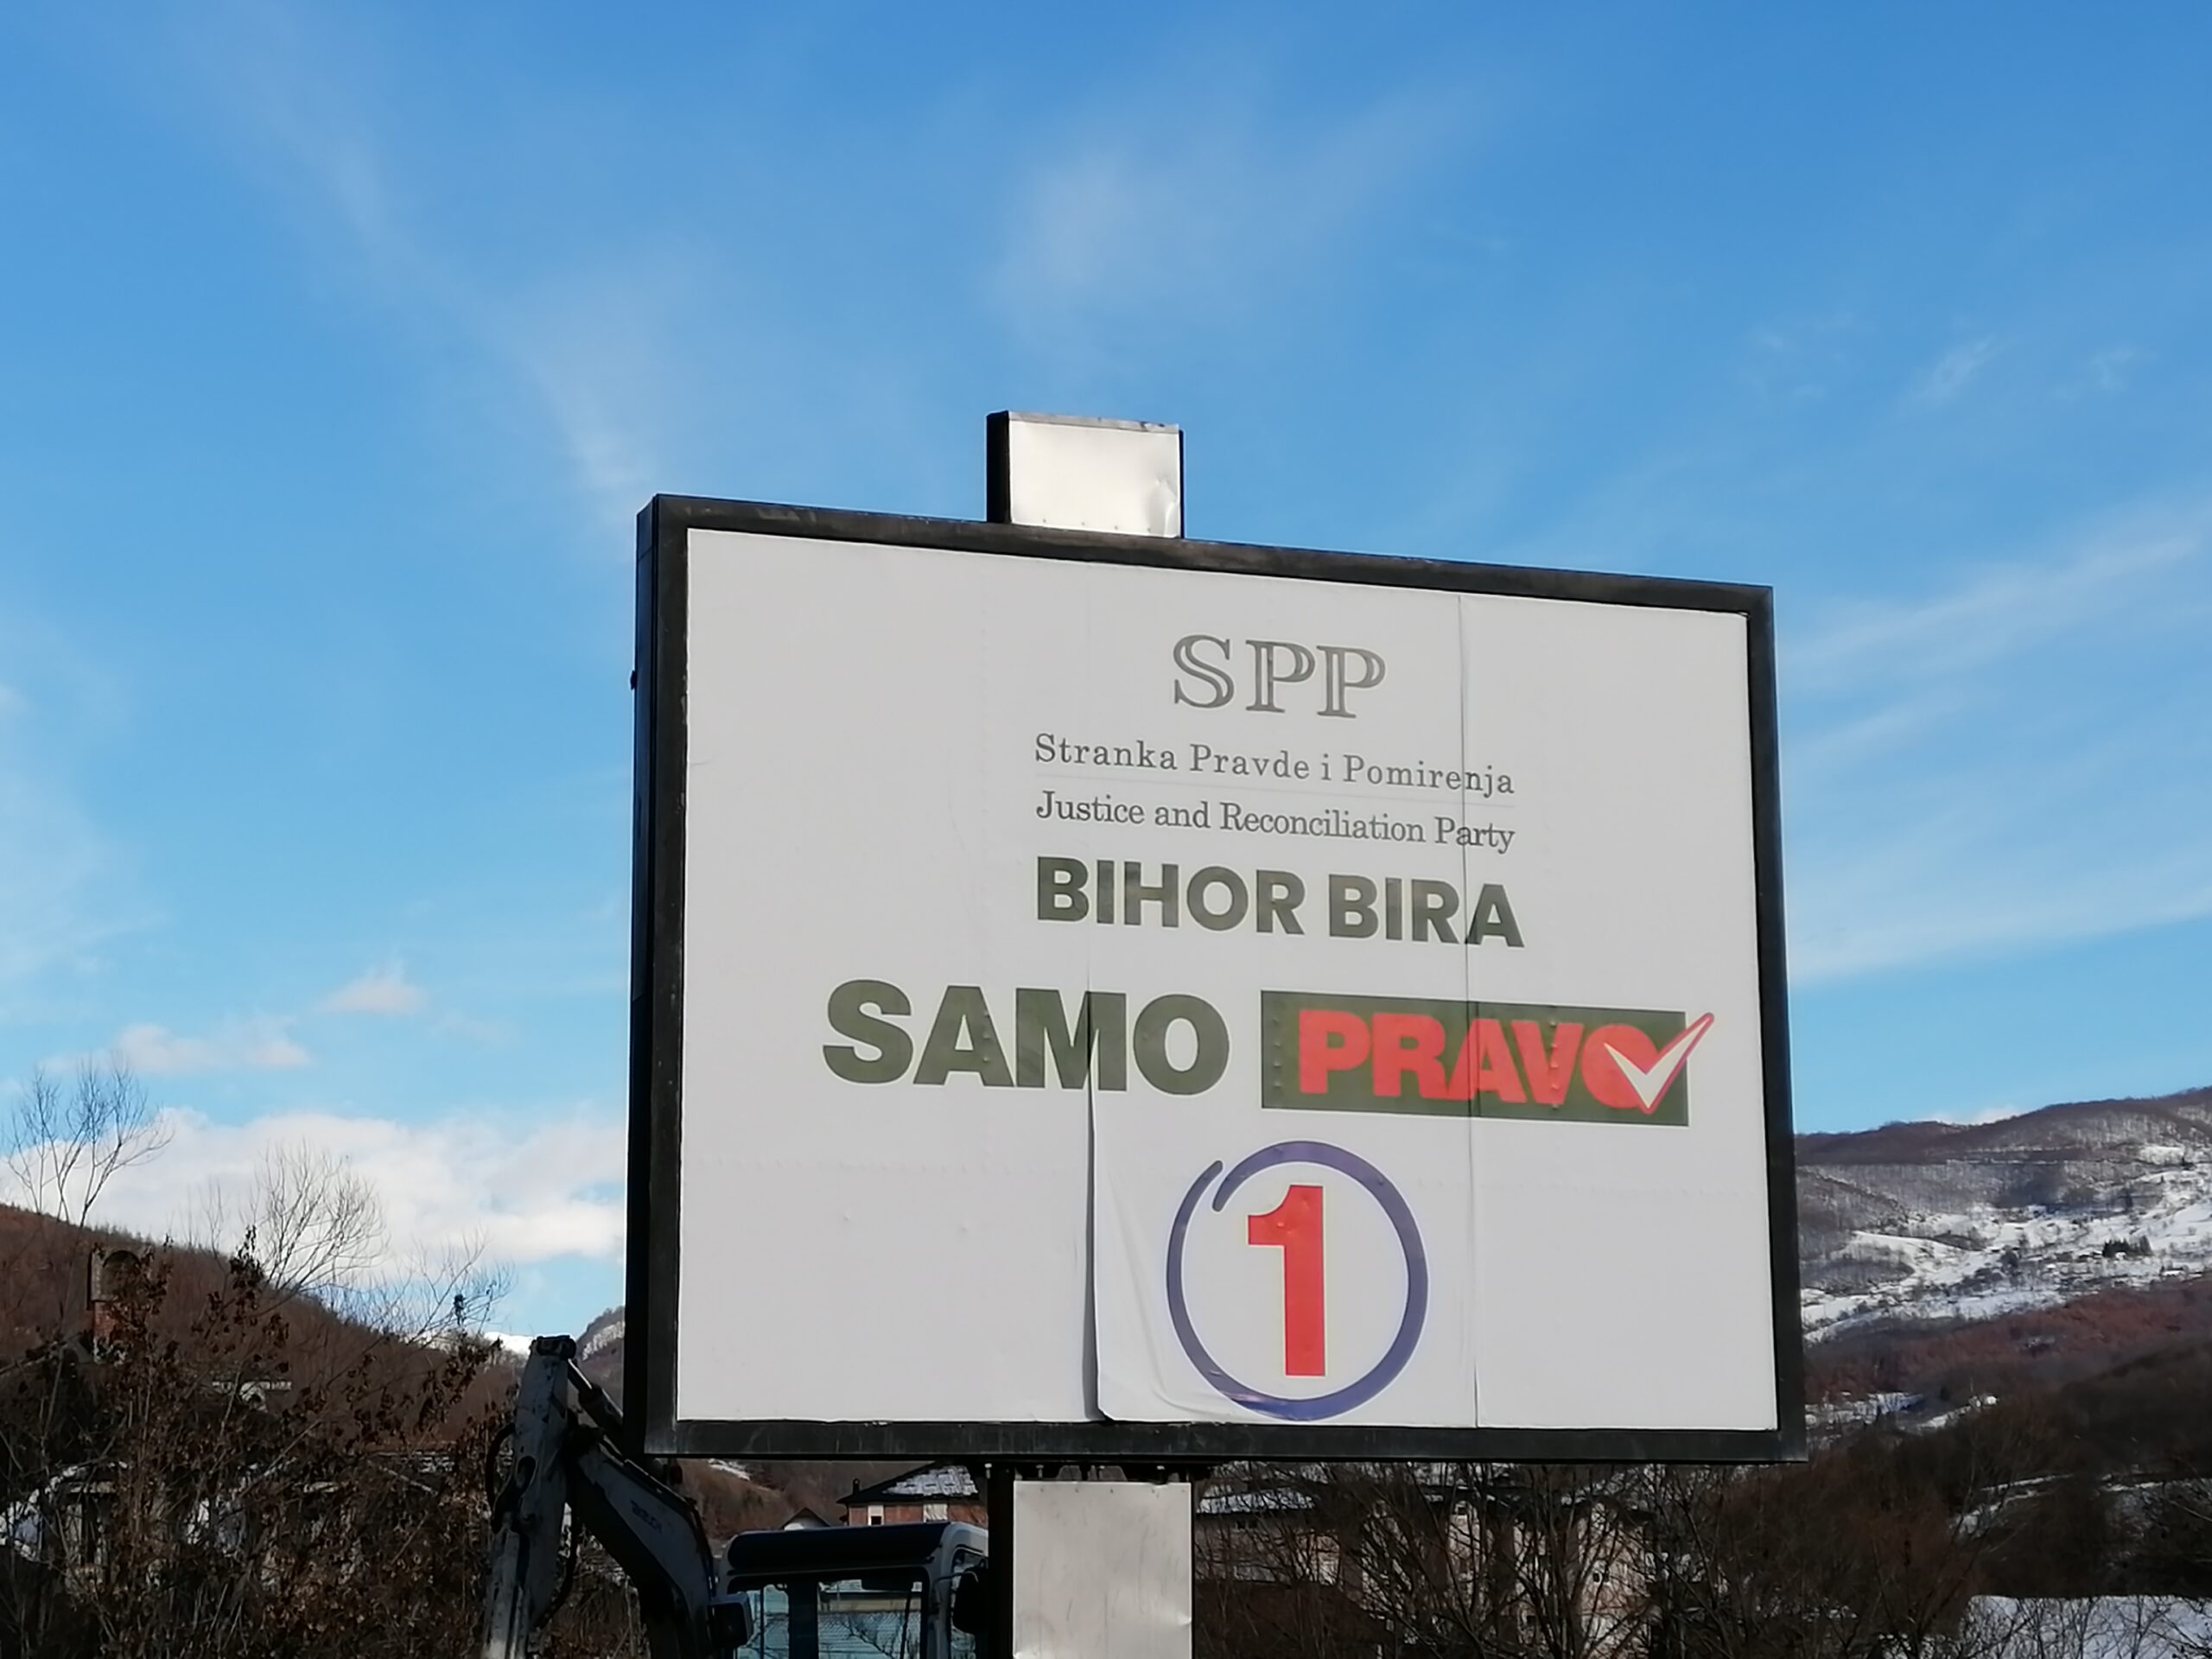 SPP
Stranka Pravde i Pomirenja
Justice and Reconciliation Party
BIHOR BIRA
SAMO PRAVO
1